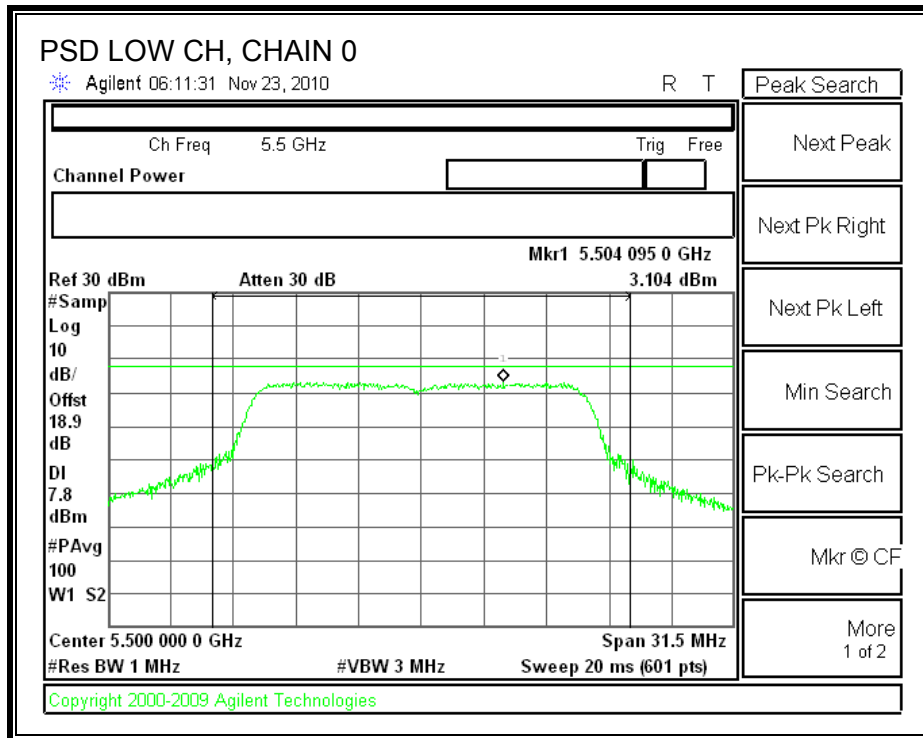 PSD LOW CH, CHAIN 0
Agilent 06:11:31 Nov 23, 2010
R T
Peak Search
Ch Freq 5.5 GHz
Trig Free
Next Peak
Channel Power
Next Pk Right
Mkr1 5.504 095 0 GHz
Ref 30 dBm
Atten 30 dB
3.104 dBm
#Samp
Log
10
dB/
Offst
18.9
dB
DI
7.8
dBm
#PAvg
100
W1 S2
1
Next Pk Left
Min Search
Pk-Pk Search
Mkr © CF
More
1 of 2
Center 5.500 000 0 GHz
Span 31.5 MHz
#Res BW 1 MHz
#VBW 3 MHz
Sweep 20 ms (601 pts)
Copyright 2000-2009 Agilent Technologies